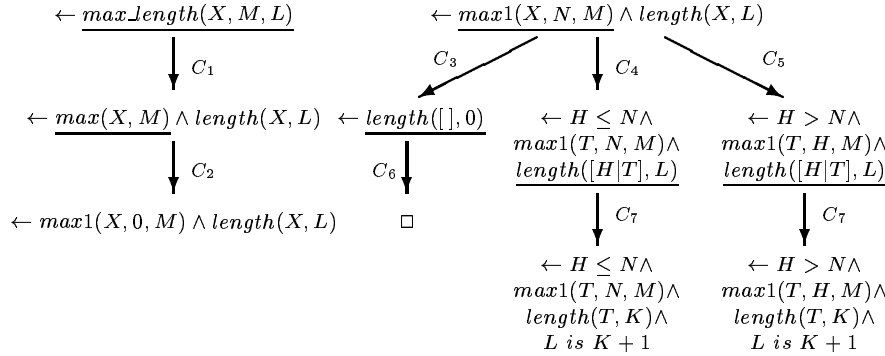 ← max_length(X, M, L)
← max1(X, N, M) ∧ length(X, L)
C1
C3
C4
C5
← max(X, M) ∧ length(X, L)
← length([ ], 0)
← H ≤ N∧
max1(T, N, M)∧
length([H|T], L)
← H > N∧
max1(T, H, M)∧
length([H|T], L)
C2
C6
C7
C7
← max1(X, 0, M) ∧ length(X, L)
□
← H ≤ N∧
max1(T, N, M)∧
length(T, K)∧
L is K + 1
← H > N∧
max1(T, H, M)∧
length(T, K)∧
L is K + 1